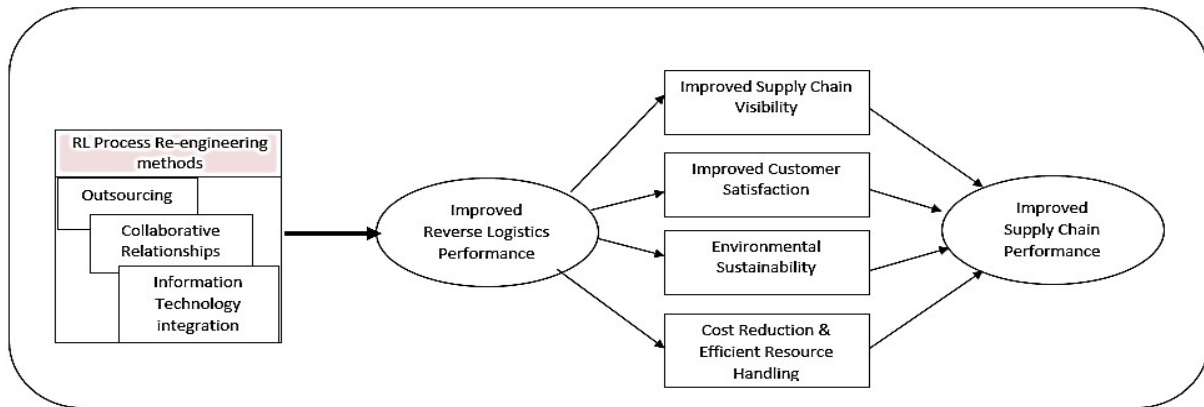 RL Process Re-engineering
methods
Outsourcing
Collaborative
Relationships
Information
Technology
integration
Improved
Reverse Logistics
Performance
Improved Supply Chain
Visibility
Improved Customer
Satisfaction
Environmental
Sustainability
Cost Reduction &
Efficient Resource
Handling
Improved
Supply Chain
Performance